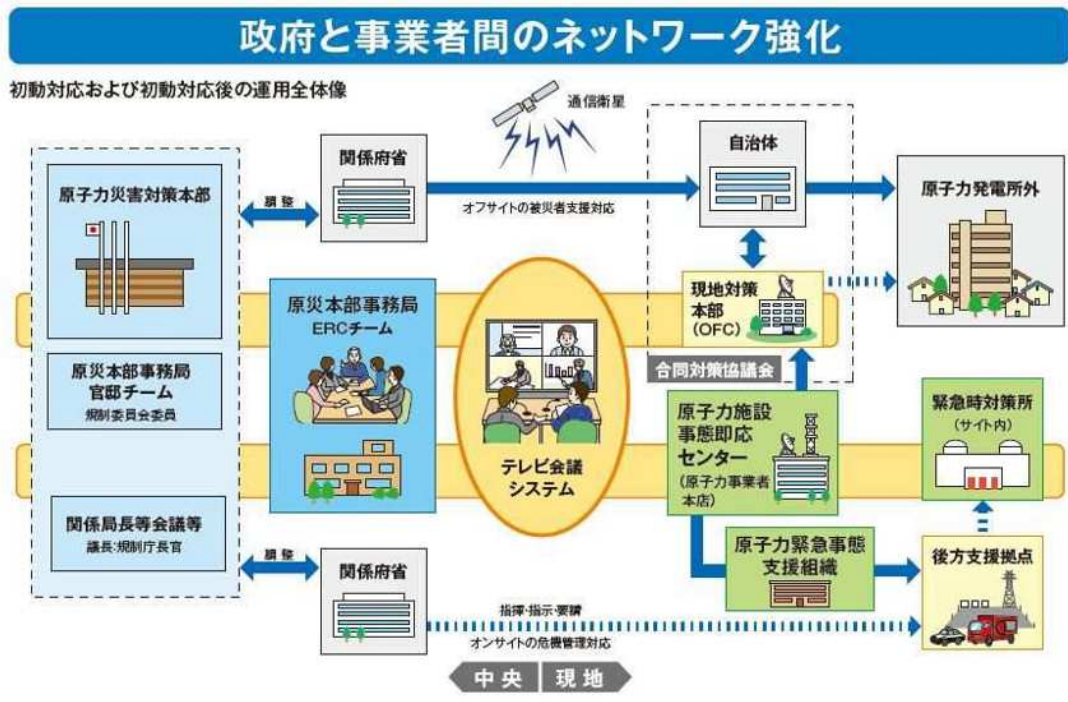 政府と事業者間のネットワーク強化
初動対応および初動対応後の運用全体像
通信衛星
原子力災害対策本部
調整
関係府省
オフサイトの被災者支援対応
自治体
原子力発電所外
原災本部事務局
ERCチーム
現地対策
本部
(OFC)
合同対策協議会
原災本部事務局
官邸チーム
規制委員会委員
テレビ会議
システム
原子力施設
事態即応
センター
(原子力事業者
本店)
緊急時対策所
(サイト内)
関係局長等会議等
議長:規制庁長官
調整
関係府省
原子力緊急事態
支援組織
後方支援拠点
指揮・指示・要請
オンサイトの危機管理対応
中央
現地